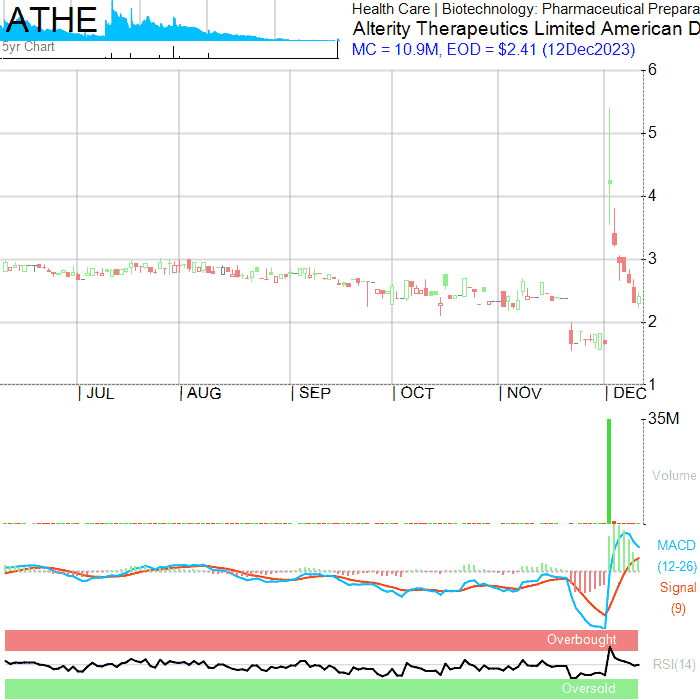 ATHE
5yr Chart
Health Care | Biotechnology: Pharmaceutical Prepara
Alterity Therapeutics Limited American D
MC = 10.9M, EOD = $2.41 (12Dec2023)
6
5
4
3
2
1
| JUL | AUG | SEP | OCT | NOV | DEC
35M
Volume
MACD
(12-26)
Signal
(9)
Overbought
RSI(14)
Oversold